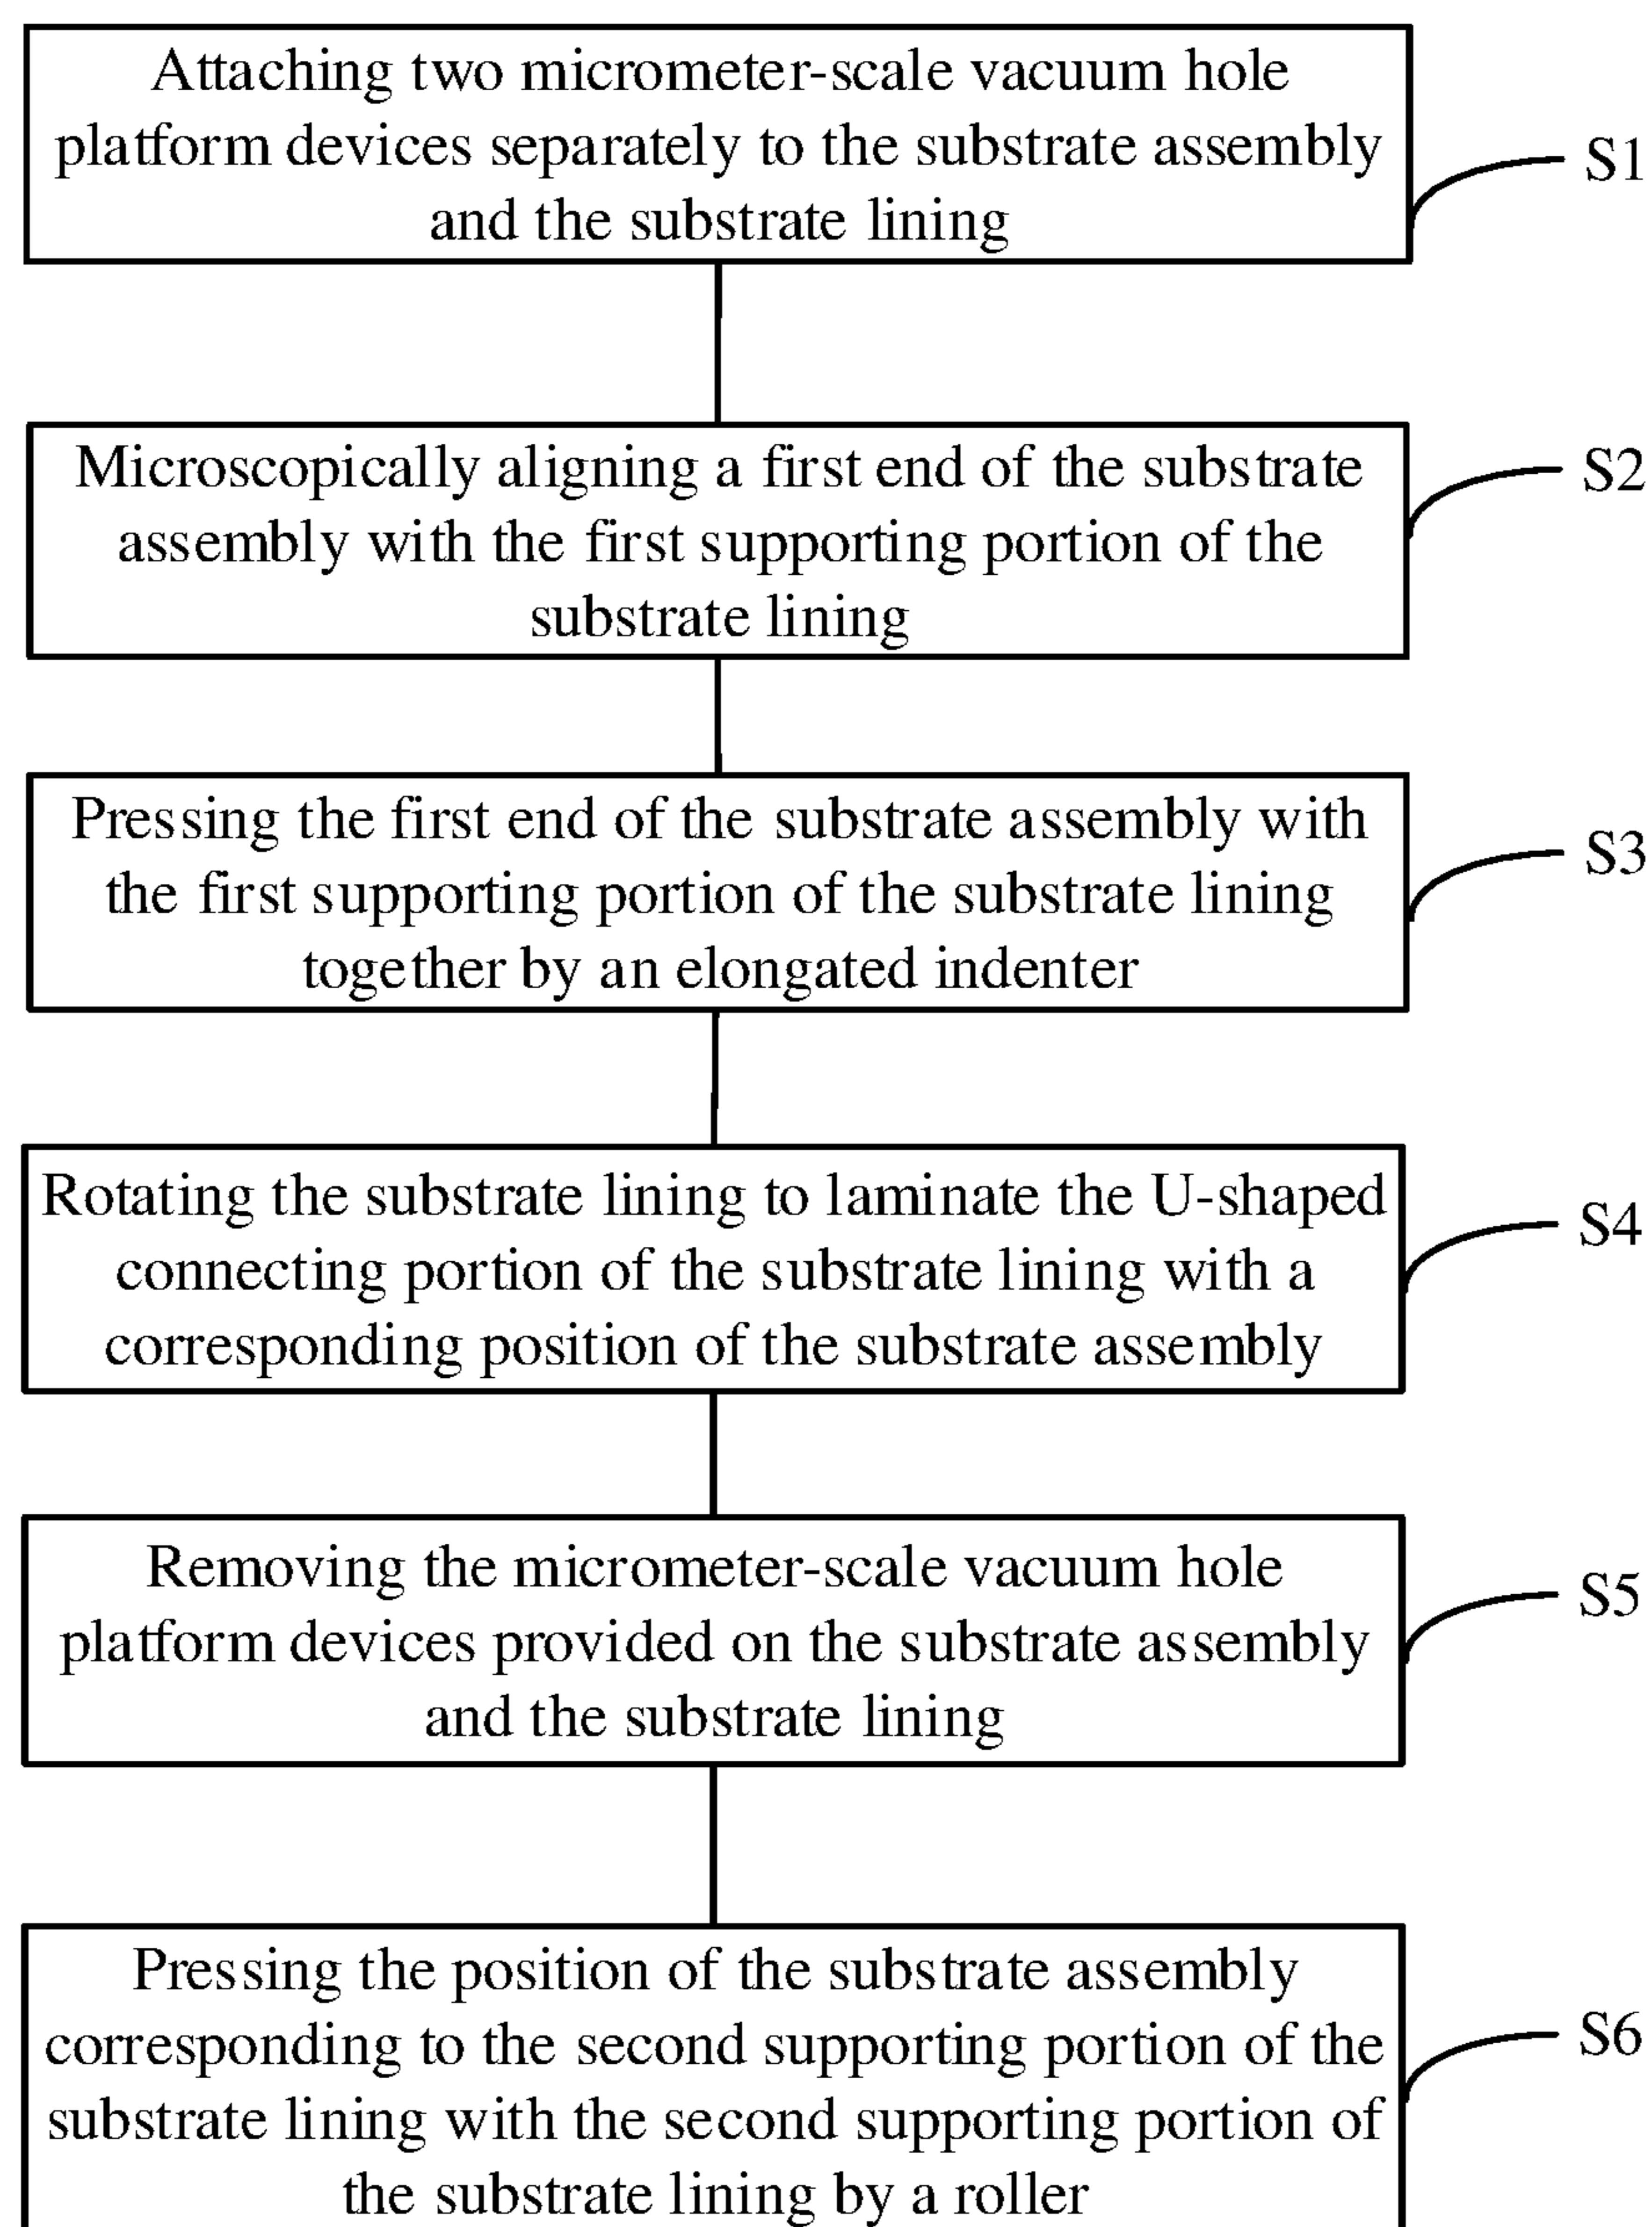 Attaching two micrometer-scale vacuum hole
platform devices separately to the substrate assembly
and the substrate lining
S1
Microscopically aligning a first end of the substrate
assembly with the first supporting portion of the
substrate lining
S2
Pressing the first end of the substrate assembly with
the first supporting portion of the substrate lining
together by an elongated indenter
S3
Rotating the substrate lining to laminate the U-shaped
connecting portion of the substrate lining with a
corresponding position of the substrate assembly
S4
Removing the micrometer-scale vacuum hole
platform devices provided on the substrate assembly
and the substrate lining
S5
Pressing the position of the substrate assembly
corresponding to the second supporting portion of the
substrate lining with the second supporting portion of
the substrate lining by a roller
S6